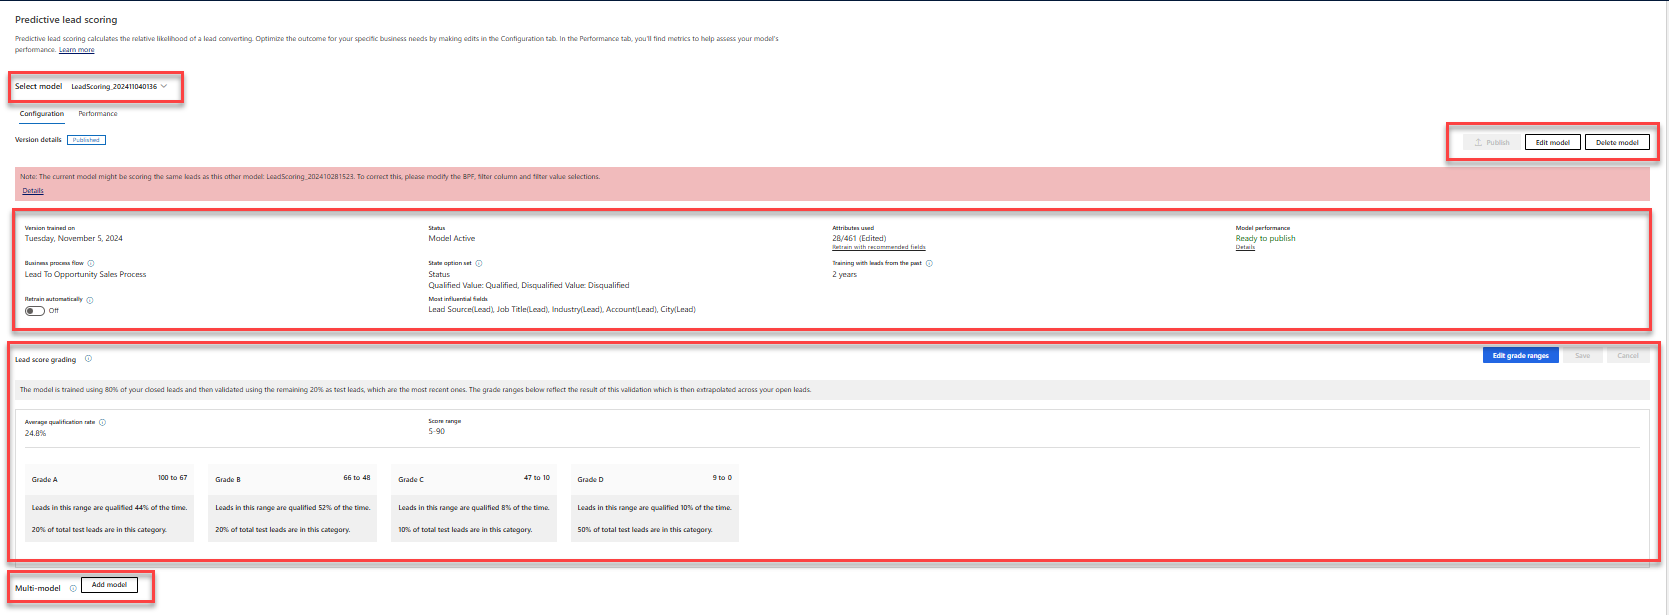 Predictive lead scoring
Predictive lead scoring calculates the relative likelihood of a lead converting. Optimize the outcome for your specific business needs by making edits in the Configuration tab. In the Performance tab, you'll find metrics to help assess your model's
performance. Learn more
Select model LeadScoring_202411040136
Configuration Performance
Version details Published
Publish Edit model Delete model
Note: The current model might be scoring the same leads as this other model: LeadScoring_202410281523. To correct this, please modify the BPF, filter column and filter value selections.
Details
Version trained on Status Attributes used Model performance
Tuesday, November 5, 2024 Model Active 28/461 (Edited) Ready to publish
Retrain with recommended fields Details
Business process flow State option set Training with leads from the past
Lead To Opportunity Sales Process Status 2 years
Qualified Value: Qualified, Disqualified Value: Disqualified
Retrain automatically Most influential fields
Off Lead Source(Lead), Job Title(Lead), Industry(Lead), Account(Lead), City(Lead)
Lead score grading Edit grade ranges Save Cancel
The model is trained using 80% of your closed leads and then validated using the remaining 20% as test leads, which are the most recent ones. The grade ranges below reflect the result of this validation which is then extrapolated across your open leads.
Average qualification rate Score range
24.8% 5-90
Grade A 100 to 67 Grade B 66 to 48 Grade C 47 to 10 Grade D 9 to 0
Leads in this range are qualified 44% of the time. Leads in this range are qualified 52% of the time. Leads in this range are qualified 8% of the time. Leads in this range are qualified 10% of the time.
20% of total test leads are in this category. 20% of total test leads are in this category. 10% of total test leads are in this category. 50% of total test leads are in this category.
Multi-model Add model